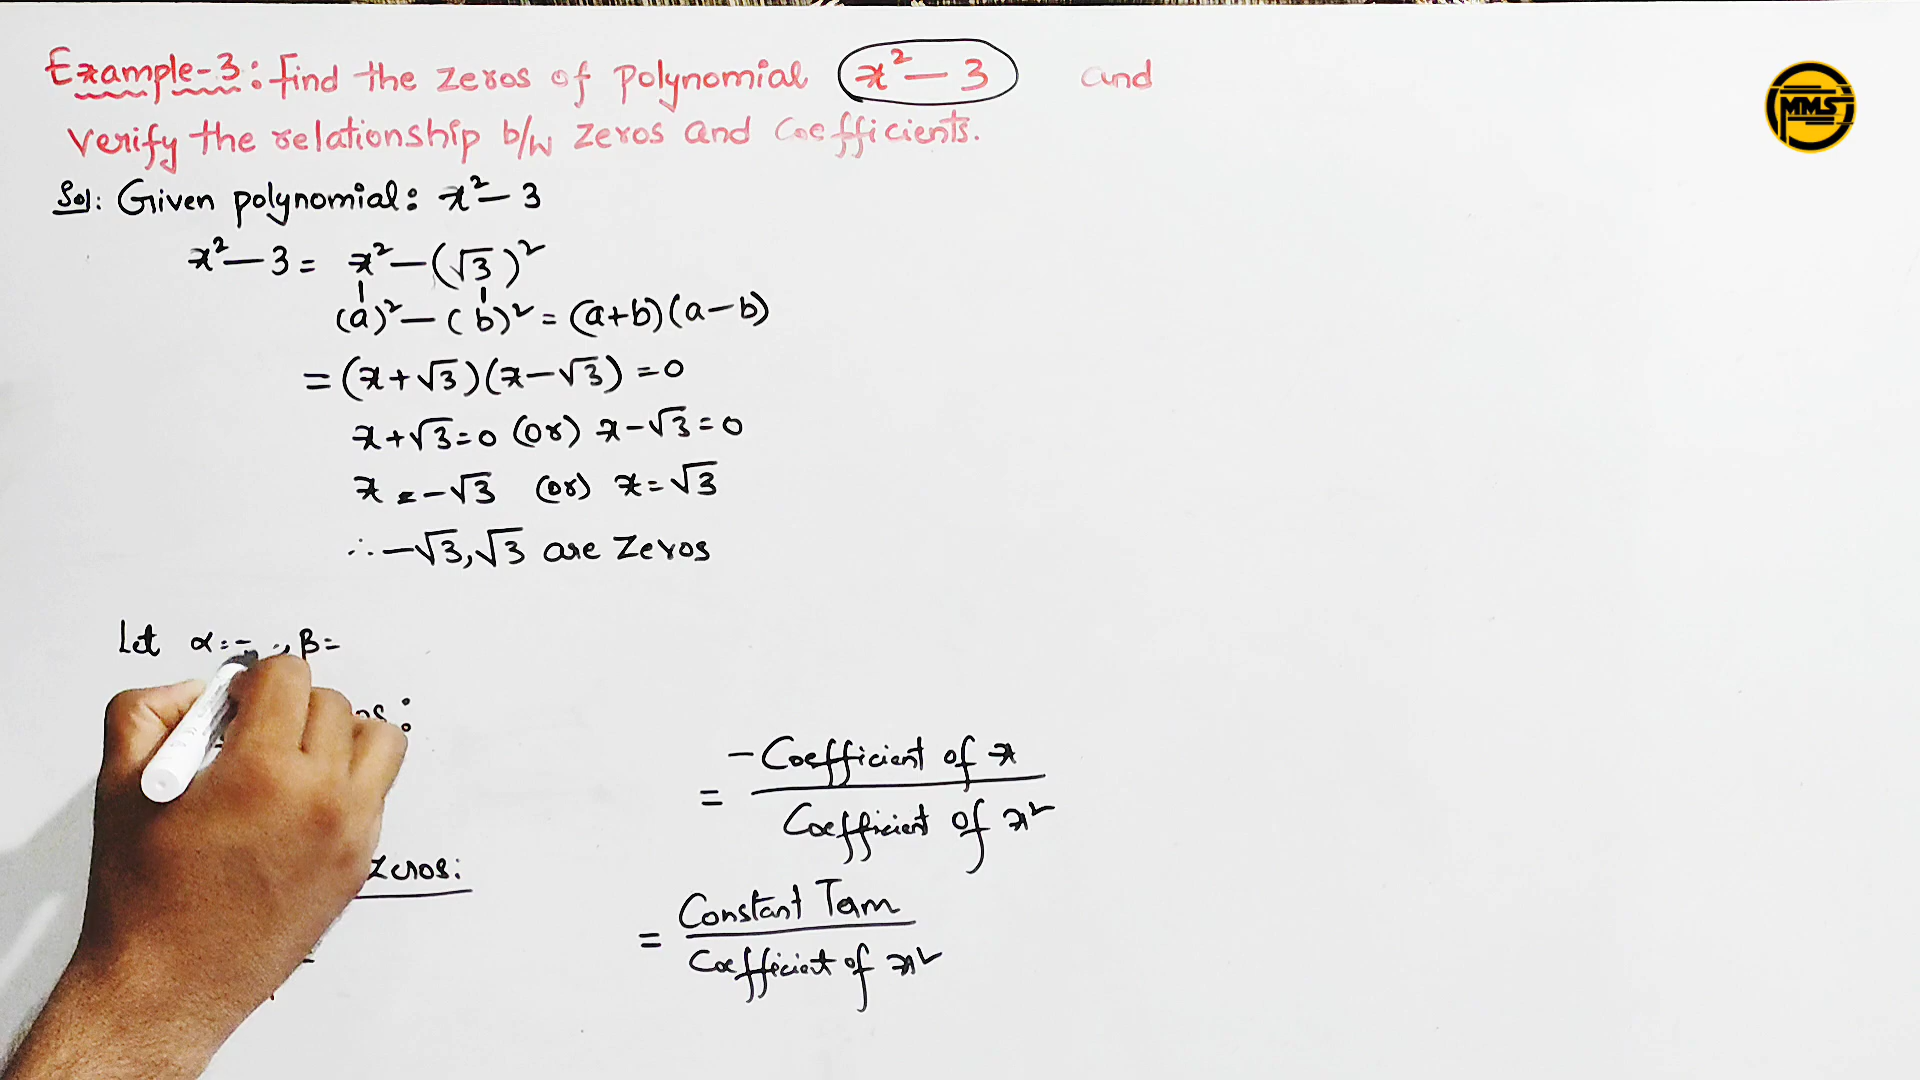 Example-3: Find the zeros of polynomial x² - 3 and
MMS
Verify the relationship b/w zeros and coefficients.
Sol: Given polynomial: x² - 3
x² - 3 = x² - (√3)²
(a)² - (b)² = (a+b)(a-b)
= (x+√3)(x-√3) = 0
x+√3 = 0 (or) x-√3 = 0
x = -√3 (or) x = √3
∴ -√3, √3 are zeros
Let α = - , β =
- Coefficient of x
=
Coefficient of x²
zeros:
Constant Term
=
Coefficient of x²